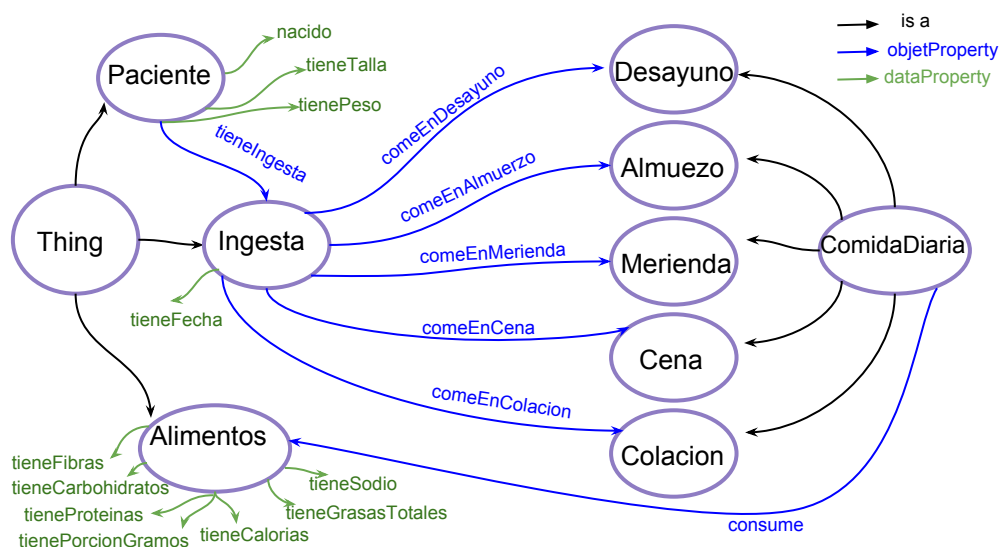 is a
objetProperty
dataProperty
nacido
Paciente
tieneTalla
tienePeso
tieneIngesta
comeEnDesayuno
Desayuno
comeEnAlmuerzo
Almuezo
Thing
Ingesta
comeEnMerienda
Merienda
ComidaDiaria
tieneFecha
comeEnCena
Cena
comeEnColacion
Colacion
Alimentos
tieneFibras
tieneCarbohidratos
tieneProteinas
tienePorcionGramos
tieneCalorias
tieneGrasasTotales
tieneSodio
consume